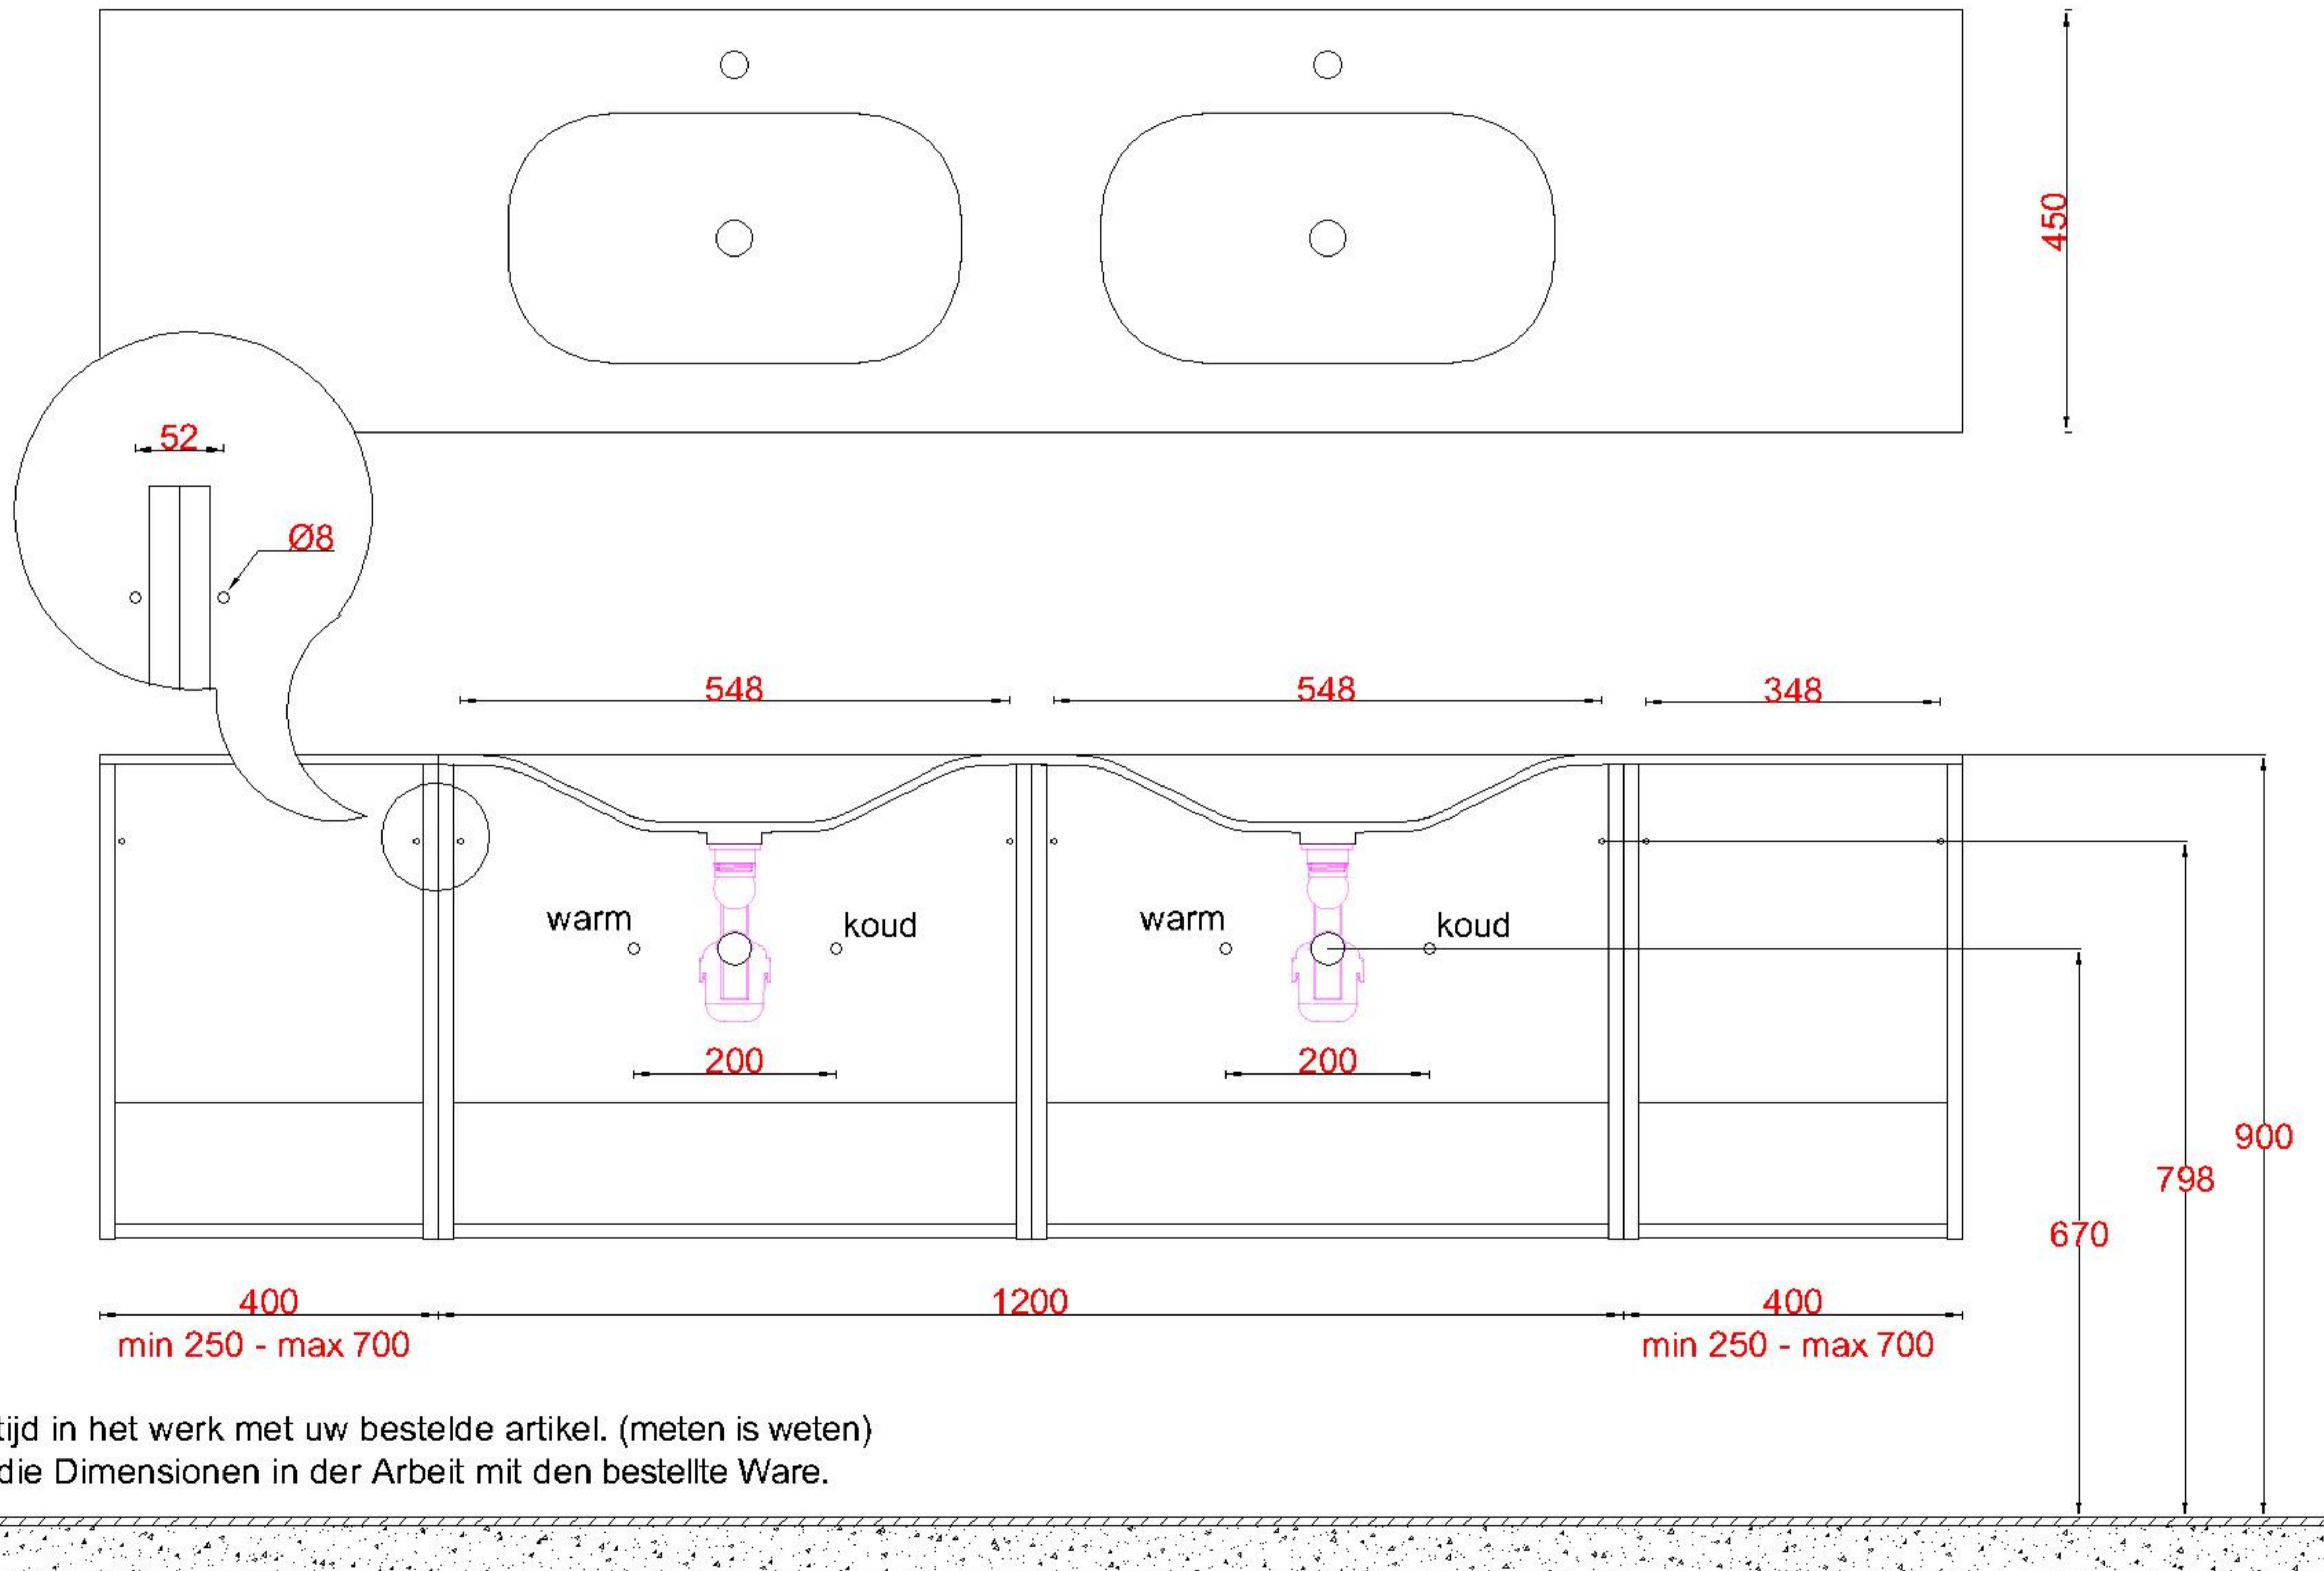 450
52
Ø8
548 548 348
warm koud warm koud
200 200
900
798
670
400 1200 400
min 250 - max 700 min 250 - max 700
in het werk met uw bestelde artikel. (meten is weten)
die Dimensionen in der Arbeit mit den bestellte Ware.